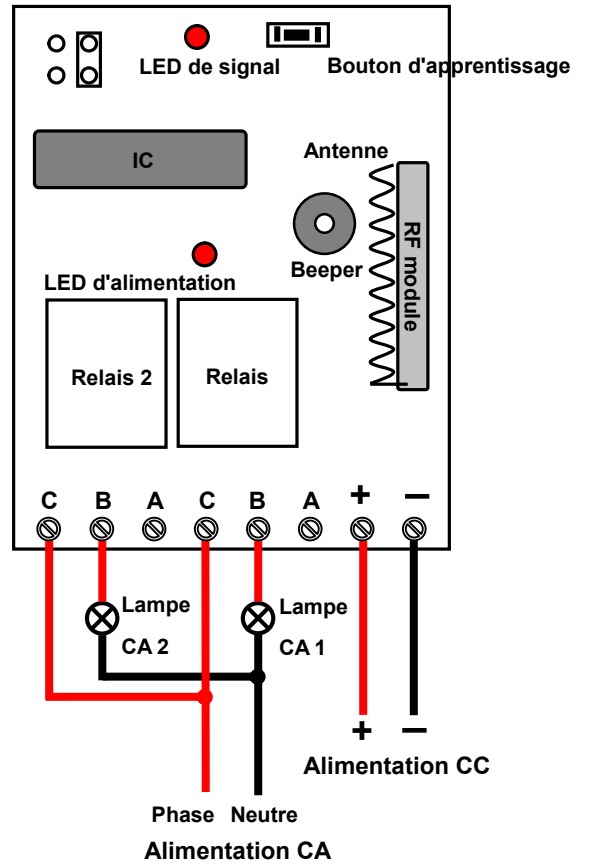 LED de signal
Bouton d'apprentissage
IC
Antenne
RF module
Beeper
LED d'alimentation
Relais 2
Relais
C B A C B A + −
Lampe
CA 2
Lampe
CA 1
+ −
Alimentation CC
Phase Neutre
Alimentation CA